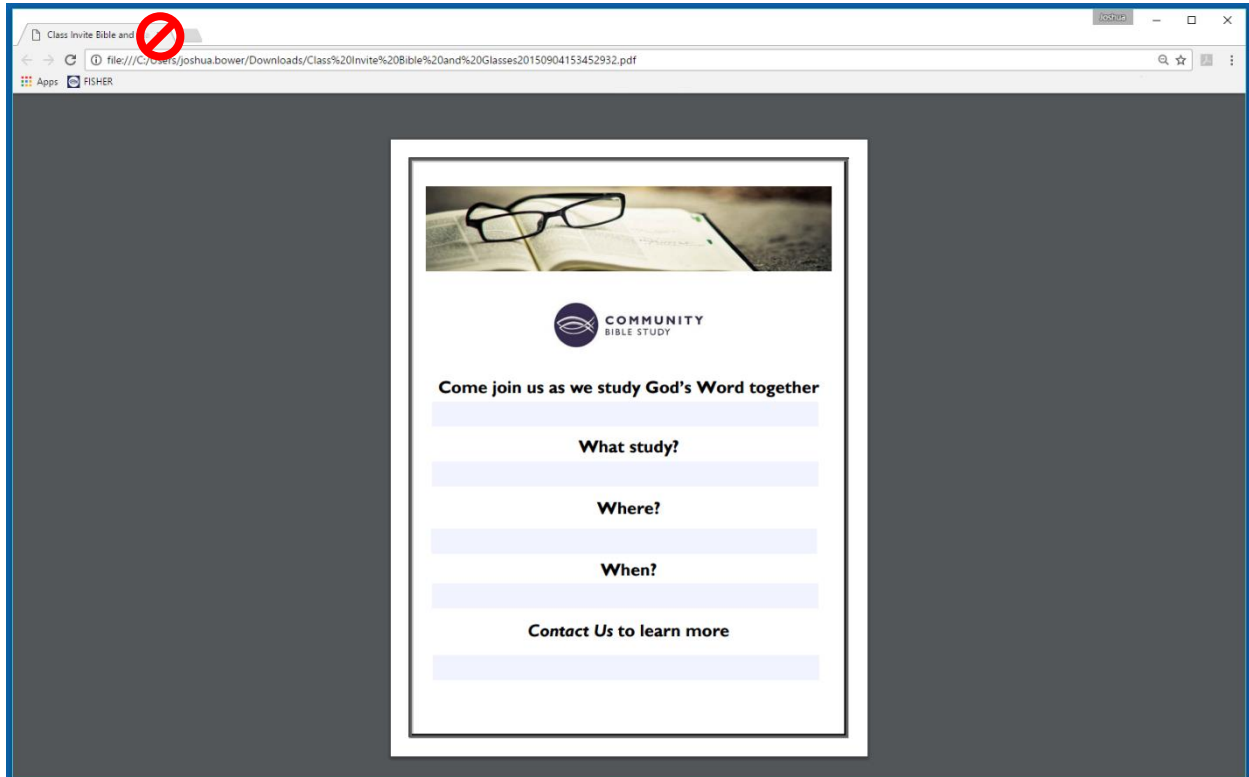 Joshua
Class Invite Bible and
file:///C:/Users/joshua.bower/Downloads/Class%20Invite%20Bible%20and%20Glasses20150904153452932.pdf
Apps FISHER
COMMUNITY
BIBLE STUDY
Come join us as we study God's Word together
What study?
Where?
When?
Contact Us to learn more